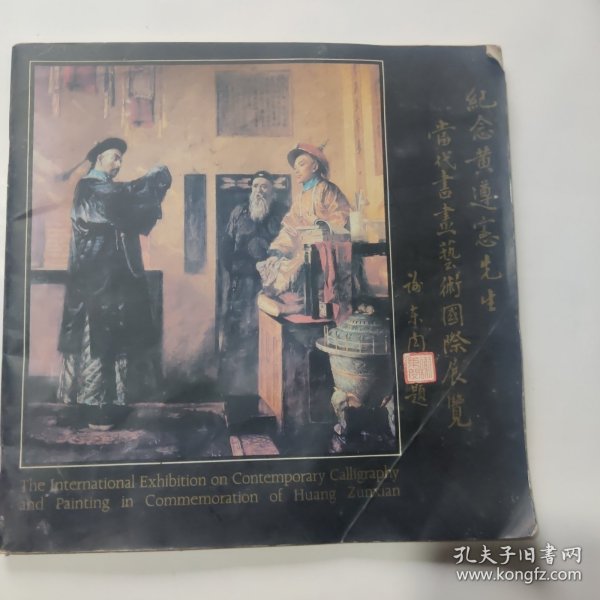 紀念黄遵憲先生
當代書畫藝術國際展覽
題
The International Exhibition on Contemporary Calligraphy
and Painting in Commemoration of Huang Zunxian
孔夫子旧书网
www.kongfz.com